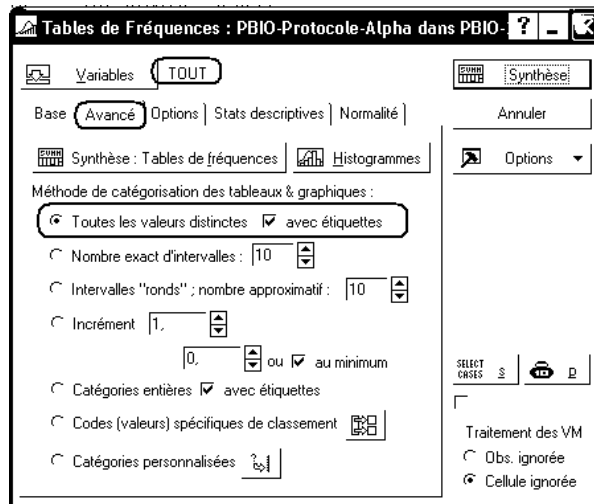 Tables de Fréquences : PBIO-Protocole-Alpha dans PBIO-
Variables TOUT
Synthèse
Base Avancé Options Stats descriptives Normalité
Annuler
SUMM Synthèse : Tables de fréquences Histogrammes
Options
Méthode de catégorisation des tableaux & graphiques :
Toutes les valeurs distinctes avec étiquettes
Nombre exact d'intervalles : 10
Intervalles "ronds" ; nombre approximatif : 10
Incrément 1,
0, ou au minimum
SELECT CASES S D
Catégories entières avec étiquettes
Codes (valeurs) spécifiques de classement
Traitement des VM
Catégories personnalisées
Obs. ignorée
Cellule ignorée